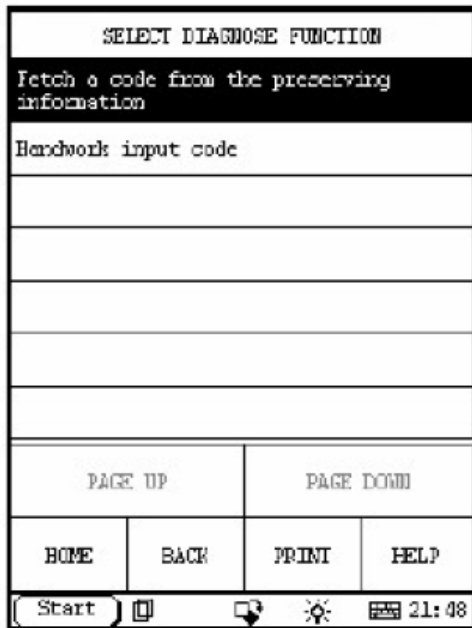 SELECT DIAGNOSE FUNCTION
Fetch a code from the preserving
information
Handwork input code
PAGE UP
PAGE DOWN
HOME
BACK
PRINT
HELP
Start
21:48